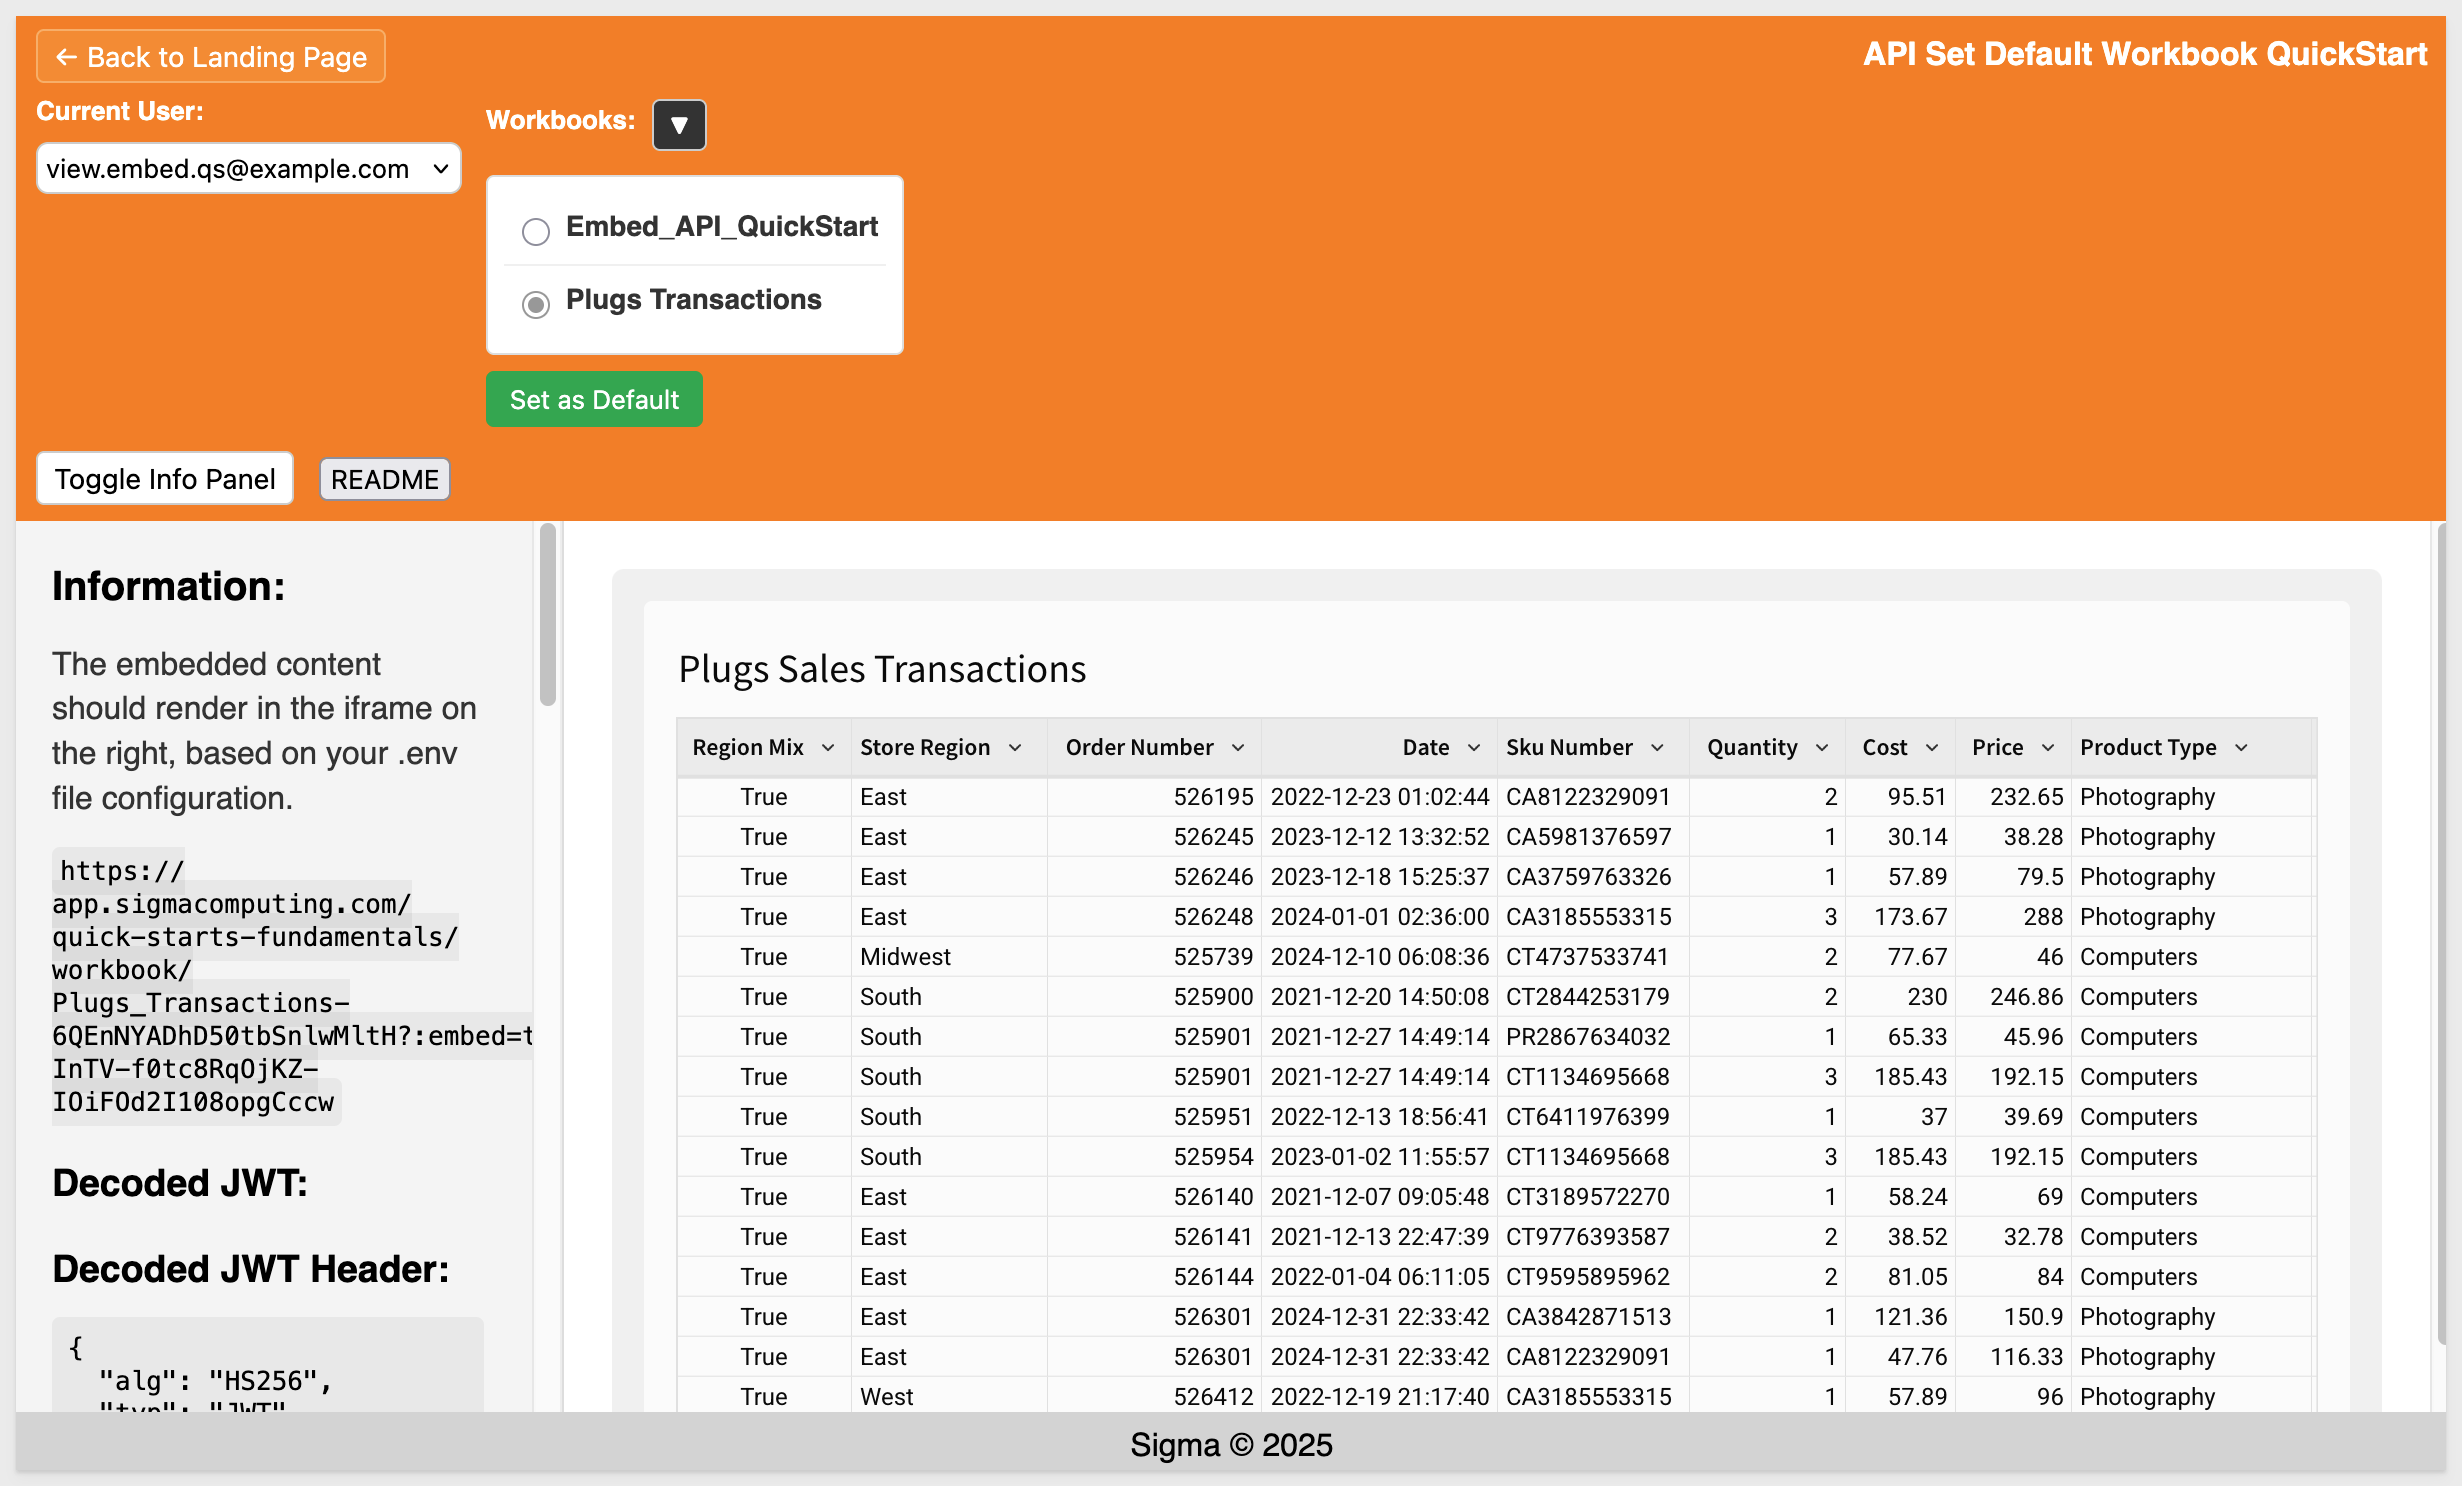 ← Back to Landing Page
API Set Default Workbook QuickStart
Current User:
view.embed.qs@example.com
Workbooks: ▼
Embed_API_QuickStart
Plugs Transactions
Set as Default
Toggle Info Panel
README
Information:
The embedded content
should render in the iframe on
the right, based on your .env
file configuration.
https://
app.sigmacomputing.com/
quick-starts-fundamentals/
workbook/
Plugs_Transactions-
6QEnNYADhD50tbSnlwMltH?:embed=t
InTV-f0tc8RqOjKZ-
IOiFOd2I108opgCccw
Decoded JWT:
Decoded JWT Header:
{
"alg": "HS256",
"typ": "JWT"
Plugs Sales Transactions
Region Mix Store Region Order Number Date Sku Number Quantity Cost Price Product Type
True East 526195 2022-12-23 01:02:44 CA8122329091 2 95.51 232.65 Photography
True East 526245 2023-12-12 13:32:52 CA5981376597 1 30.14 38.28 Photography
True East 526246 2023-12-18 15:25:37 CA3759763326 1 57.89 79.5 Photography
True East 526248 2024-01-01 02:36:00 CA3185553315 3 173.67 288 Photography
True Midwest 525739 2024-12-10 06:08:36 CT4737533741 2 77.67 46 Computers
True South 525900 2021-12-20 14:50:08 CT2844253179 2 230 246.86 Computers
True South 525901 2021-12-27 14:49:14 PR2867634032 1 65.33 45.96 Computers
True South 525901 2021-12-27 14:49:14 CT1134695668 3 185.43 192.15 Computers
True South 525951 2022-12-13 18:56:41 CT6411976399 1 37 39.69 Computers
True South 525954 2023-01-02 11:55:57 CT1134695668 3 185.43 192.15 Computers
True East 526140 2021-12-07 09:05:48 CT3189572270 1 58.24 69 Computers
True East 526141 2021-12-13 22:47:39 CT9776393587 2 38.52 32.78 Computers
True East 526144 2022-01-04 06:11:05 CT9595895962 2 81.05 84 Computers
True East 526301 2024-12-31 22:33:42 CA3842871513 1 121.36 150.9 Photography
True East 526301 2024-12-31 22:33:42 CA8122329091 1 47.76 116.33 Photography
True West 526412 2022-12-19 21:17:40 CA3185553315 1 57.89 96 Photography
Sigma © 2025